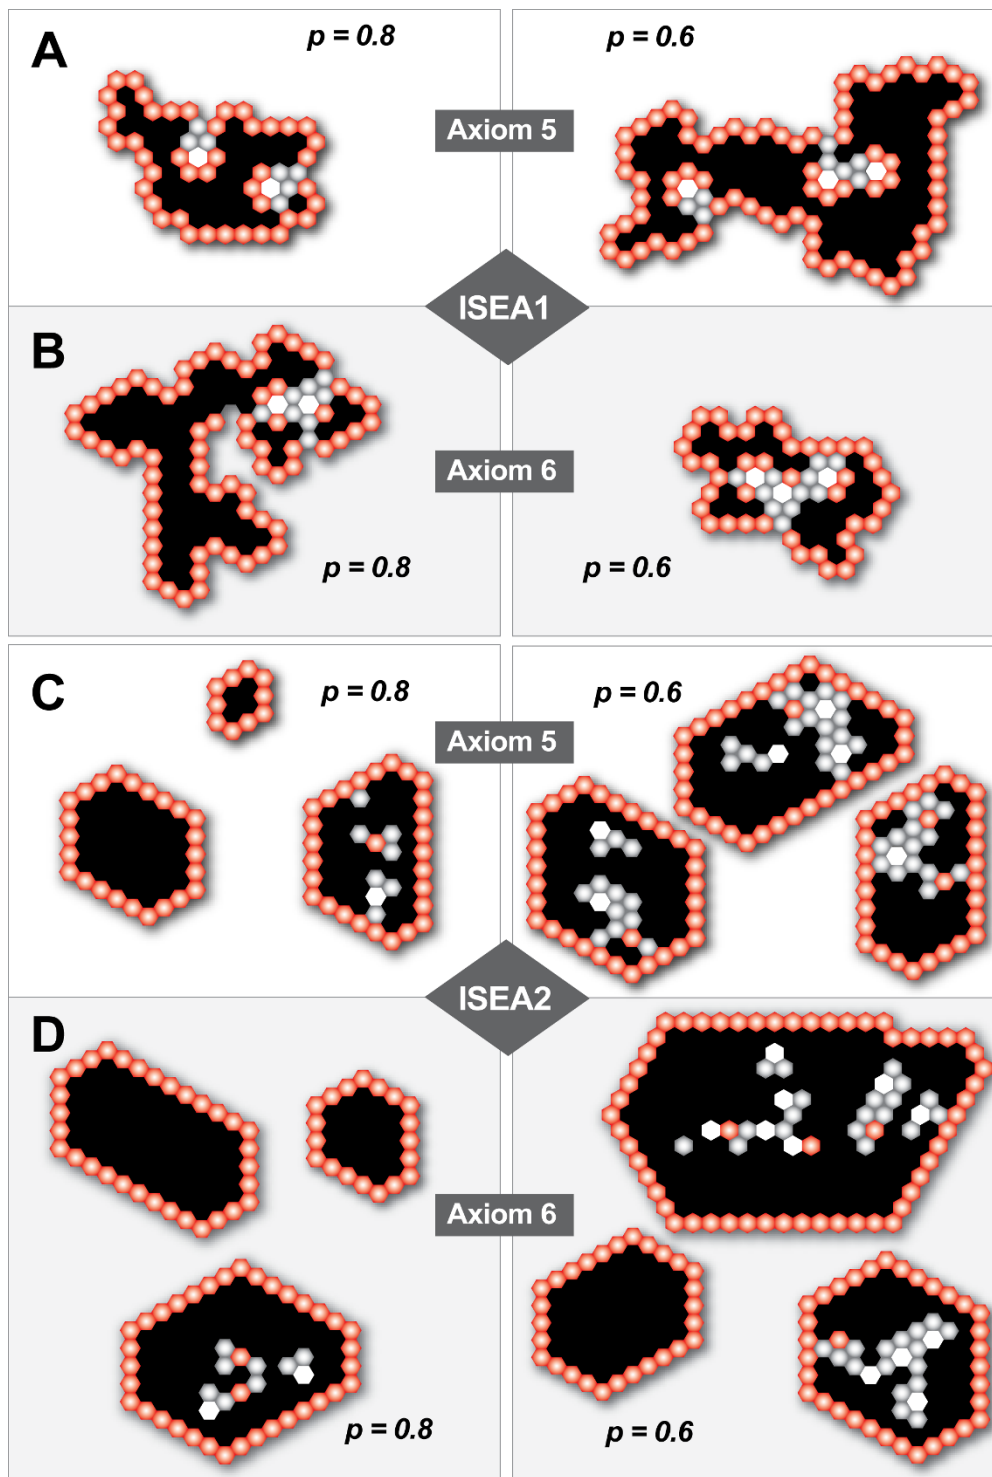 A
p = 0.8
p = 0.6
Axiom 5
ISEA1
B
Axiom 6
p = 0.8
p = 0.6
C
p = 0.8
p = 0.6
Axiom 5
ISEA2
D
Axiom 6
p = 0.8
p = 0.6